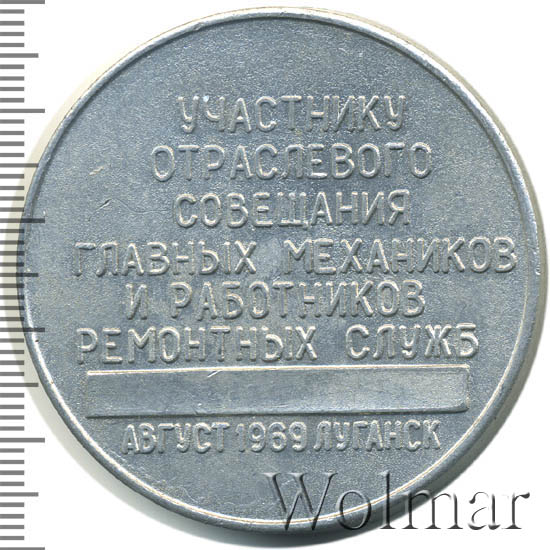 УЧАСТНИКУ
ОТРАСЛЕВОГО
СОВЕЩАНИЯ
ГЛАВНЫХ МЕХАНИКОВ
И РАБОТНИКОВ
РЕМОНТНЫХ СЛУЖБ
АВГУСТ 1969 ЛУГАНСК
Wolmar